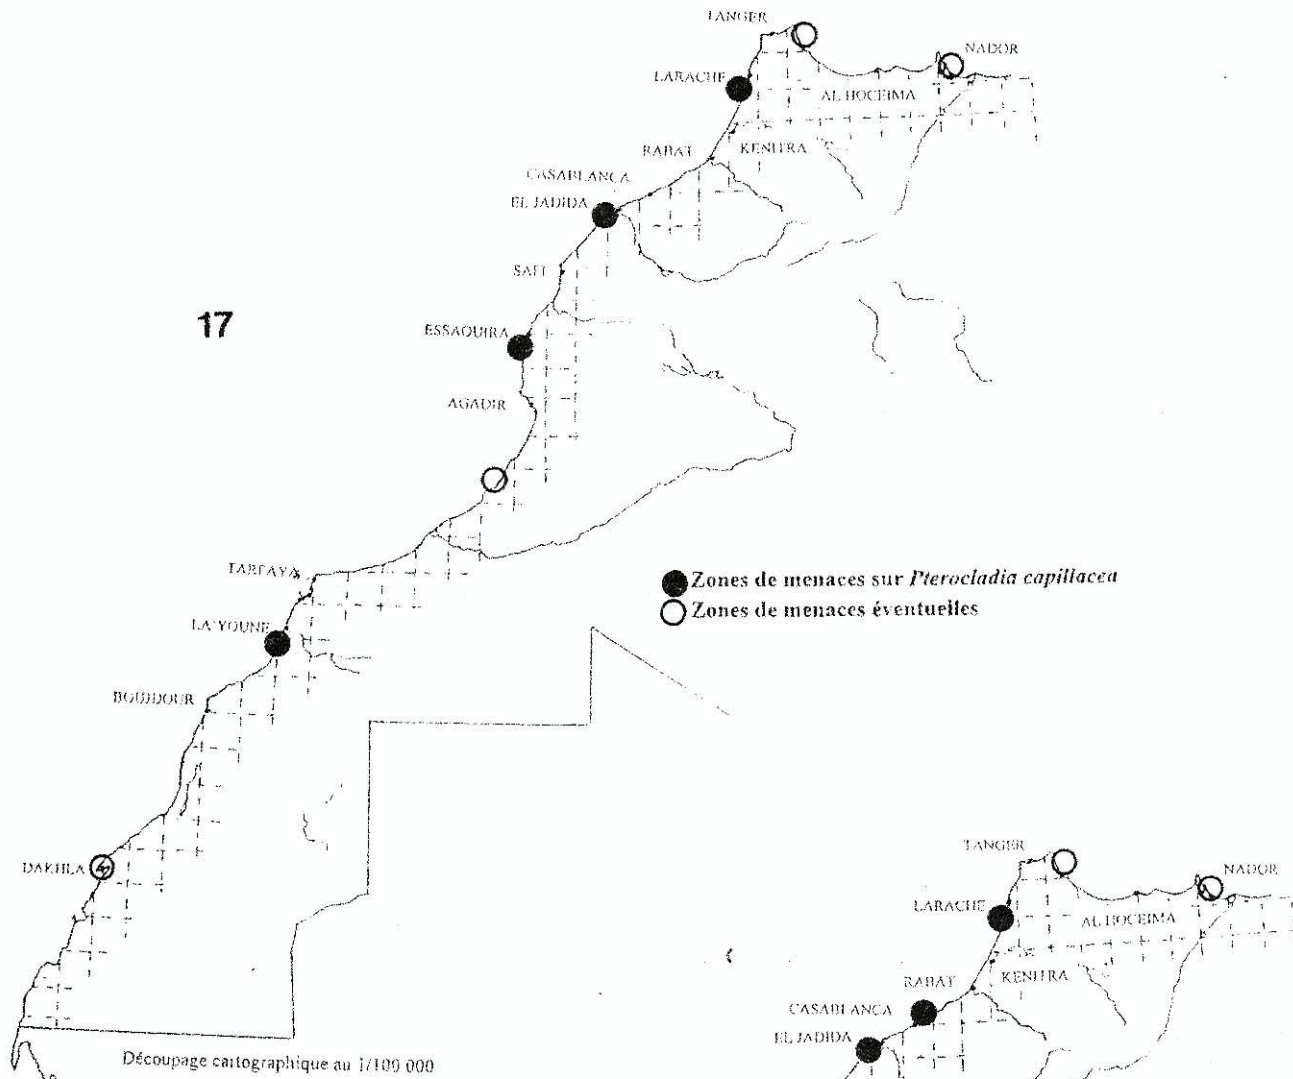 TANGER
NADOR
LARACHE
AL HOCEIMA
RABAT
KENITRA
CASABLANCA
EL JADIDA
SAFI
17
ESSAOUIRA
AGADIR
Zones de menaces sur Pterocladia capillacea
TARFAYA
Zones de menaces éventuelles
LA'YOUNE
BOUJDOUR
DAKHLA
Découpage cartographique au 1/100 000
TANGER
NADOR
LARACHE
AL HOCEIMA
RABAT
KENITRA
CASABLANCA
EL JADIDA